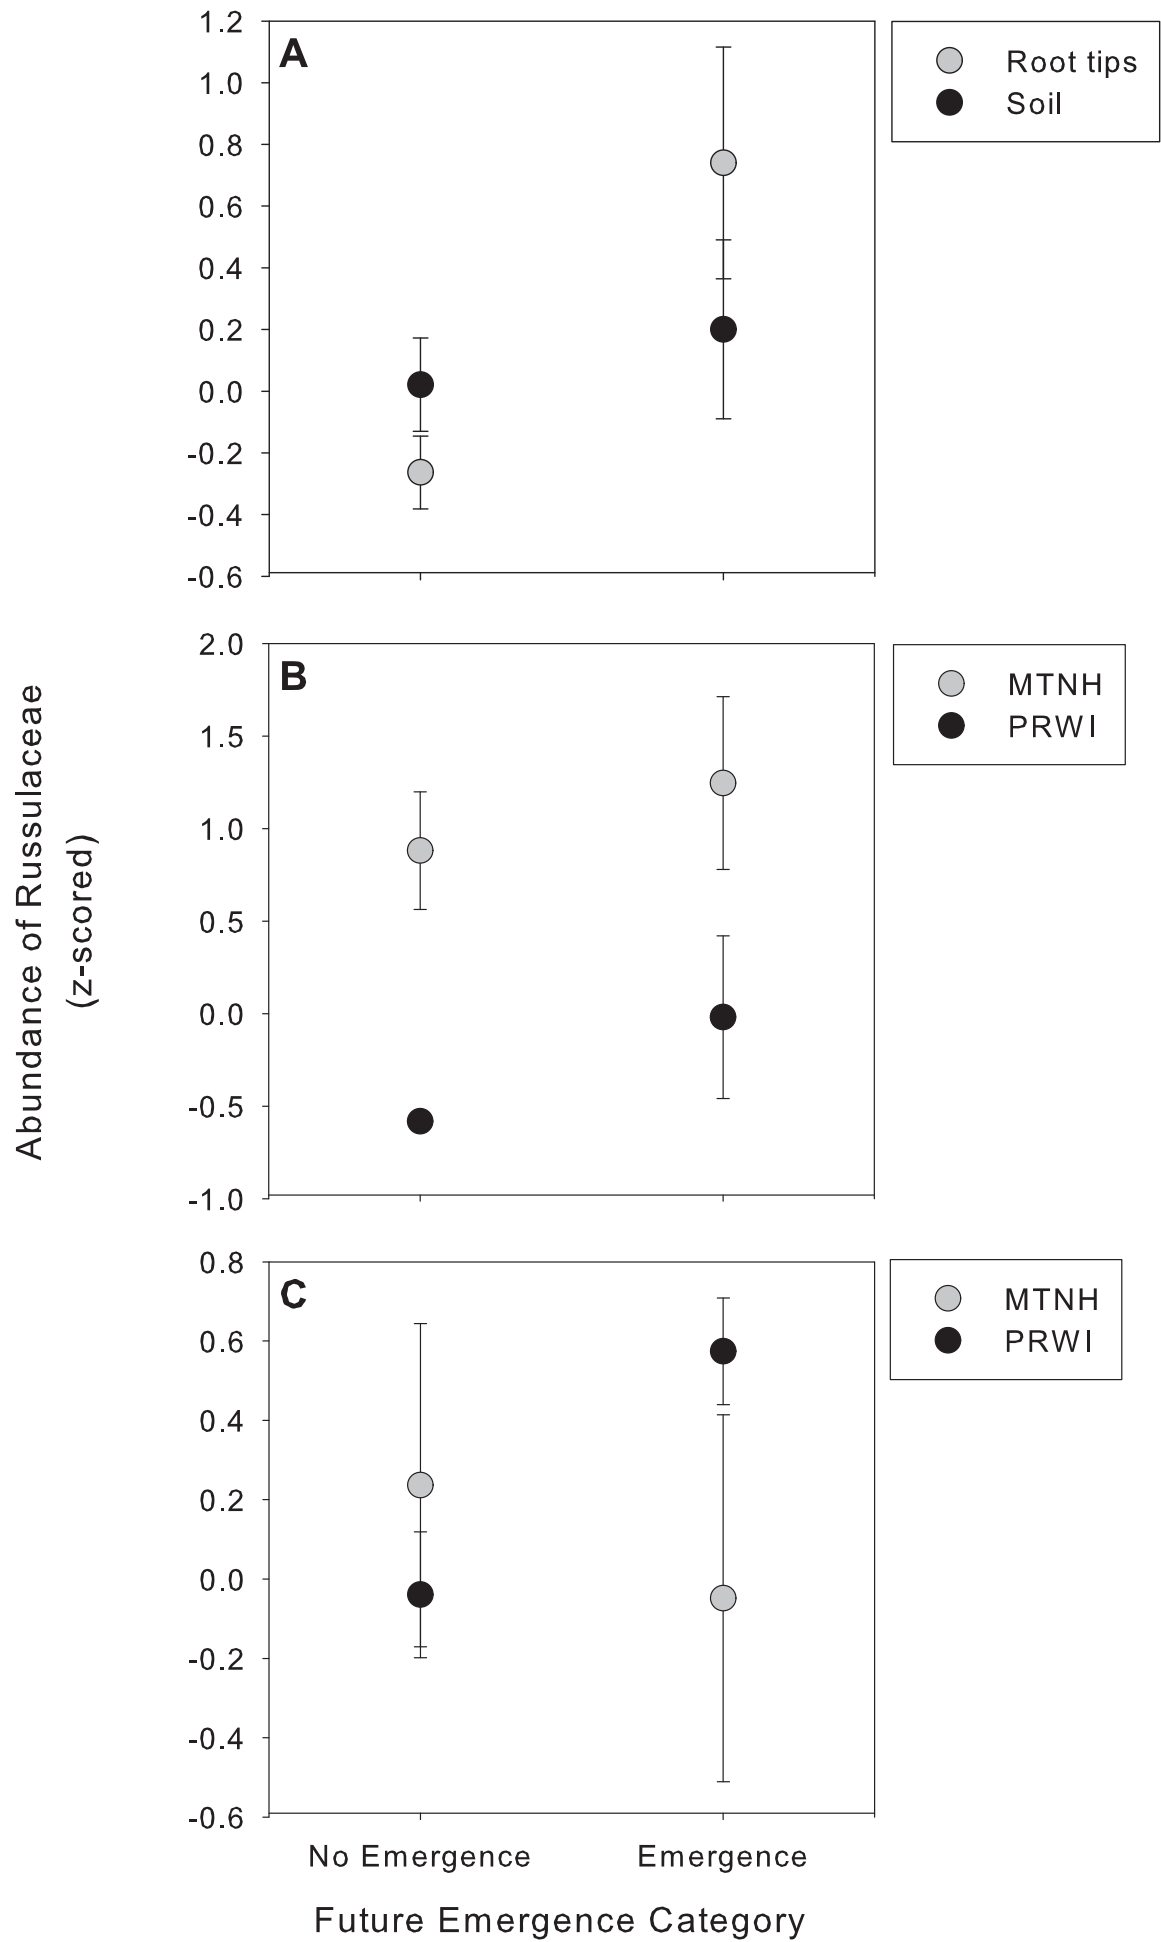 A
1.2
1.0
0.8
0.6
0.4
0.2
0.0
-0.2
-0.4
-0.6
Root tips
Soil
Abundance of Russulaceae
(z-scored)
B
2.0
1.5
1.0
0.5
0.0
-0.5
-1.0
MTNH
PRWI
C
0.8
0.6
0.4
0.2
0.0
-0.2
-0.4
-0.6
MTNH
PRWI
No Emergence
Emergence
Future Emergence Category